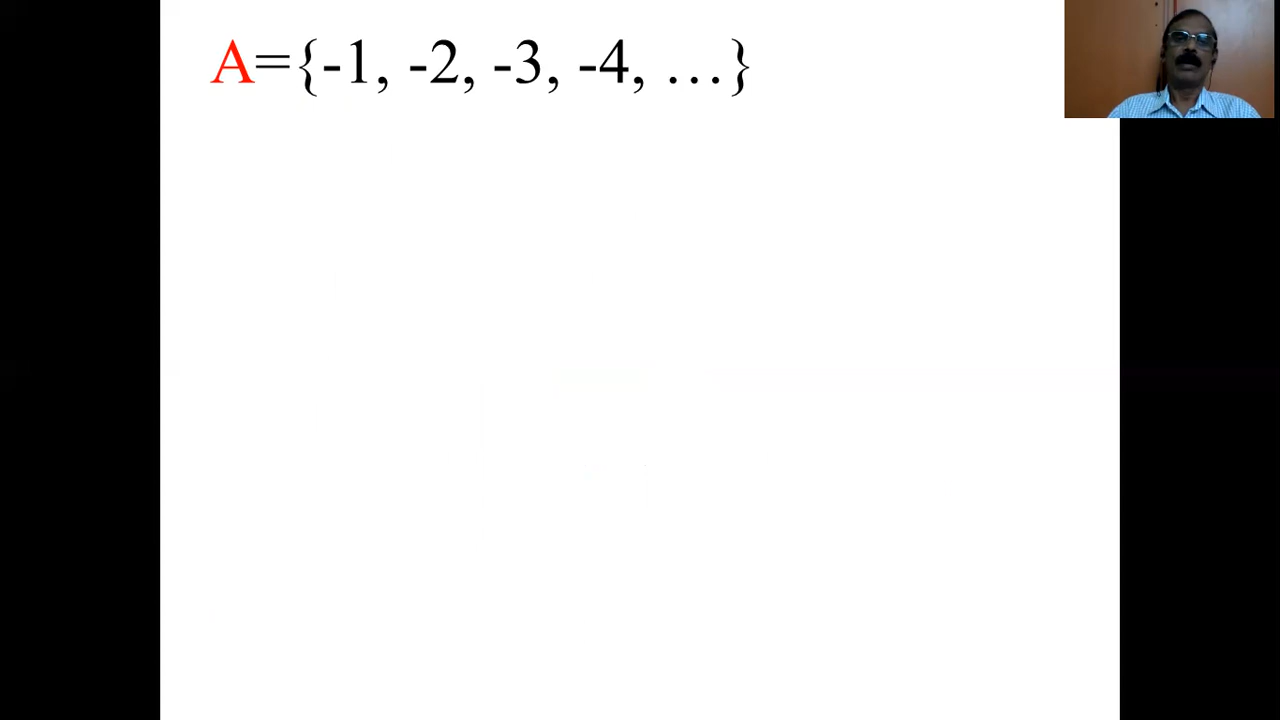 A={-1, -2, -3, -4, …}